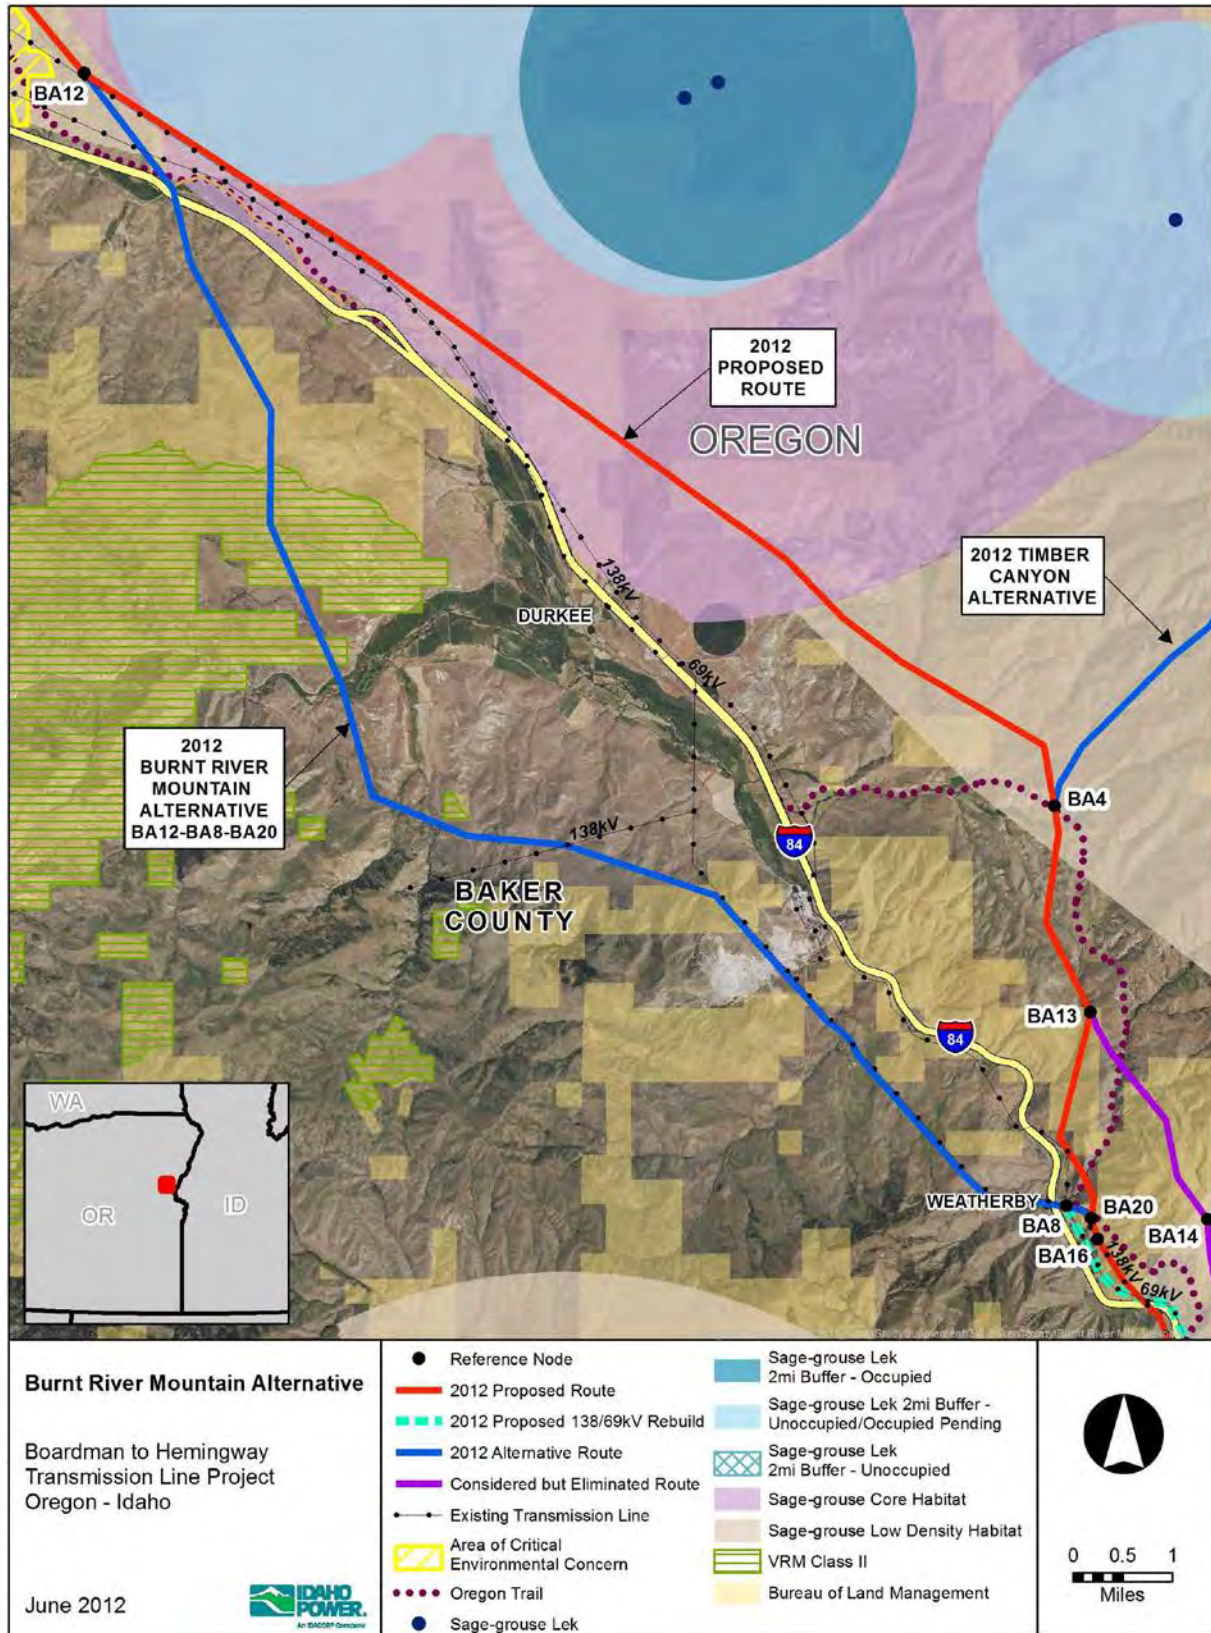 BA12
2012
PROPOSED
ROUTE
OREGON
2012 TIMBER
CANYON
ALTERNATIVE
138kV
DURKEE
69kV
2012
BURNT RIVER
MOUNTAIN
ALTERNATIVE
BA12-BA8-BA20
BA4
138kV
84
BAKER
COUNTY
BA13
84
WA
OR
ID
WEATHERBY
BA20
BA8
BA14
BA16
138kV
69kV
Burnt River Mountain Alternative
Boardman to Hemingway
Transmission Line Project
Oregon - Idaho
June 2012
IDAHO
POWER.
An IDACORP Company
Reference Node
2012 Proposed Route
2012 Proposed 138/69kV Rebuild
2012 Alternative Route
Considered but Eliminated Route
Existing Transmission Line
Area of Critical
Environmental Concern
Oregon Trail
Sage-grouse Lek
Sage-grouse Lek
2mi Buffer - Occupied
Sage-grouse Lek 2mi Buffer -
Unoccupied/Occupied Pending
Sage-grouse Lek
2mi Buffer - Unoccupied
Sage-grouse Core Habitat
Sage-grouse Low Density Habitat
VRM Class II
Bureau of Land Management
0 0.5 1
Miles